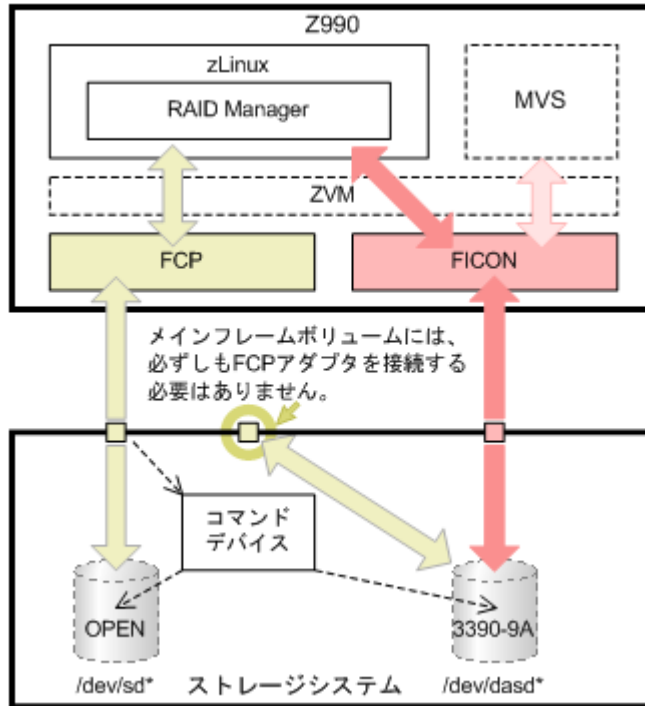 Z990
zLinux
RAID Manager
MVS
ZVM
FCP
FICON
メインフレームボリュームには、
必ずしもFCPアダプタを接続する
必要はありません。
コマンド
デバイス
OPEN
3390-9A
/dev/sd*
ストレージシステム
/dev/dasd*